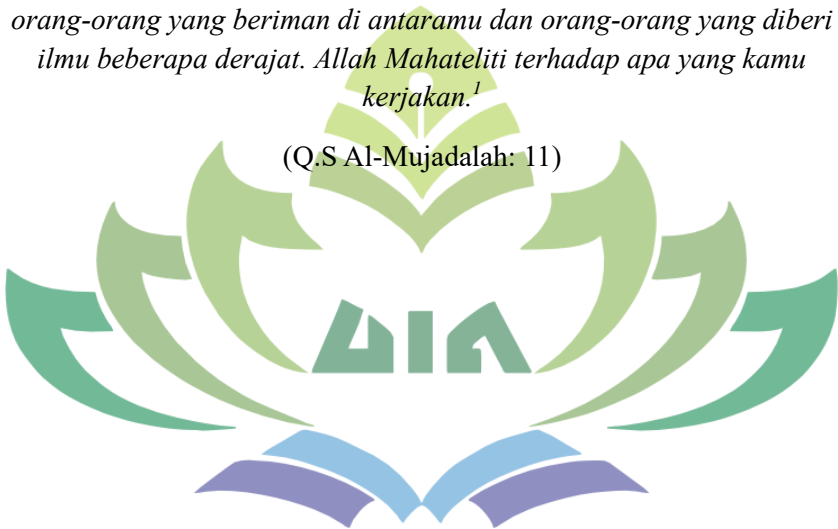 orang-orang yang beriman di antaramu dan orang-orang yang diberi
ilmu beberapa derajat. Allah Mahateliti terhadap apa yang kamu
kerjakan.1
(Q.S Al-Mujadalah: 11)
UIN